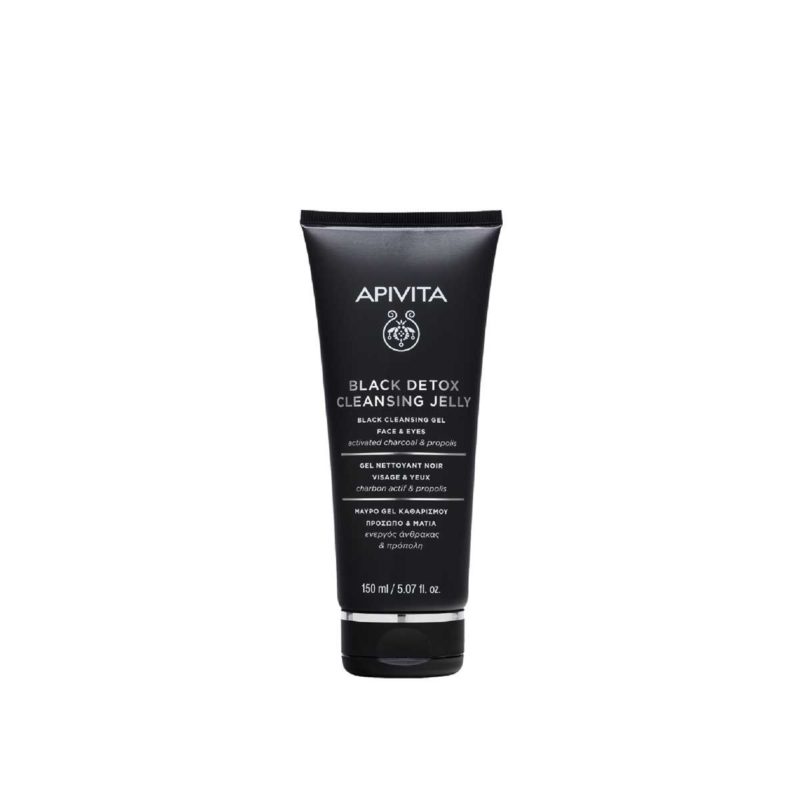 APIVITA
BLACK DETOX
CLEANSING JELLY
BLACK CLEANSING GEL
FACE & EYES
activated charcoal & propolis
GEL NETTOYANT NOIR
VISAGE & YEUX
charbon actif & propolis
ΜΑΥΡΟ GEL ΚΑΘΑΡΙΣΜΟΥ
ΠΡΟΣΩΠΟ & ΜΑΤΙΑ
ενεργός άνθρακας
& πρόπολη
150 ml / 5.07 fl. oz.